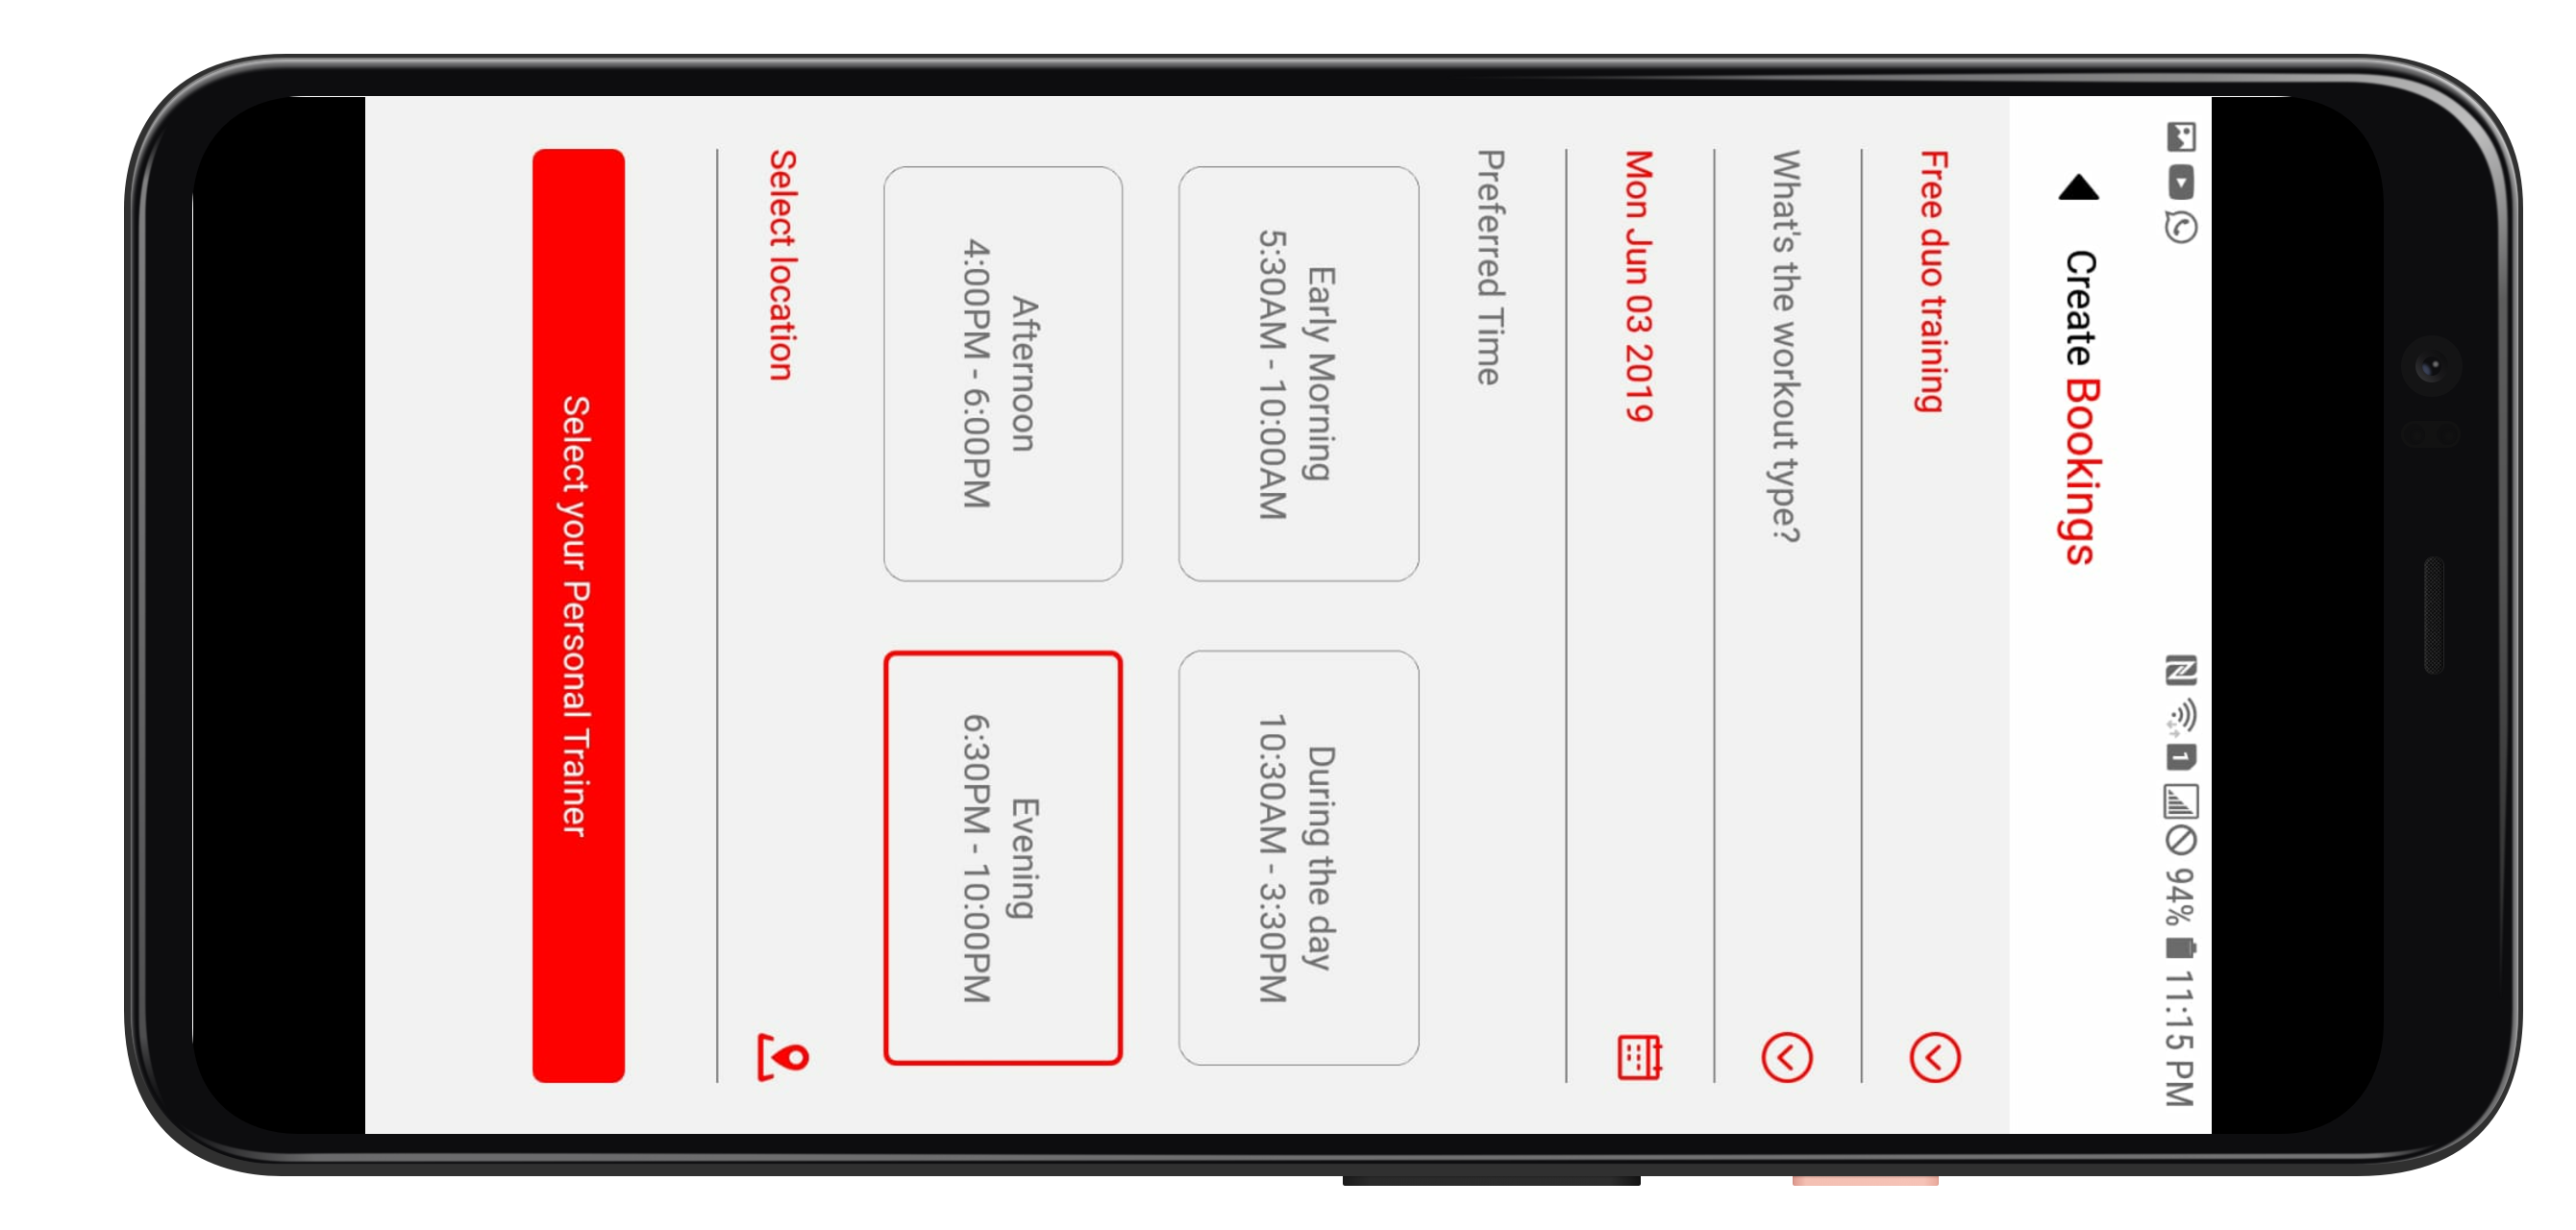 94% 11:15 PM
Create Bookings
Free duo training
What's the workout type?
Mon Jun 03 2019
Preferred Time
Early Morning
5:30AM - 10:00AM
During the day
10:30AM - 3:30PM
Afternoon
4:00PM - 6:00PM
Evening
6:30PM - 10:00PM
Select location
Select your Personal Trainer